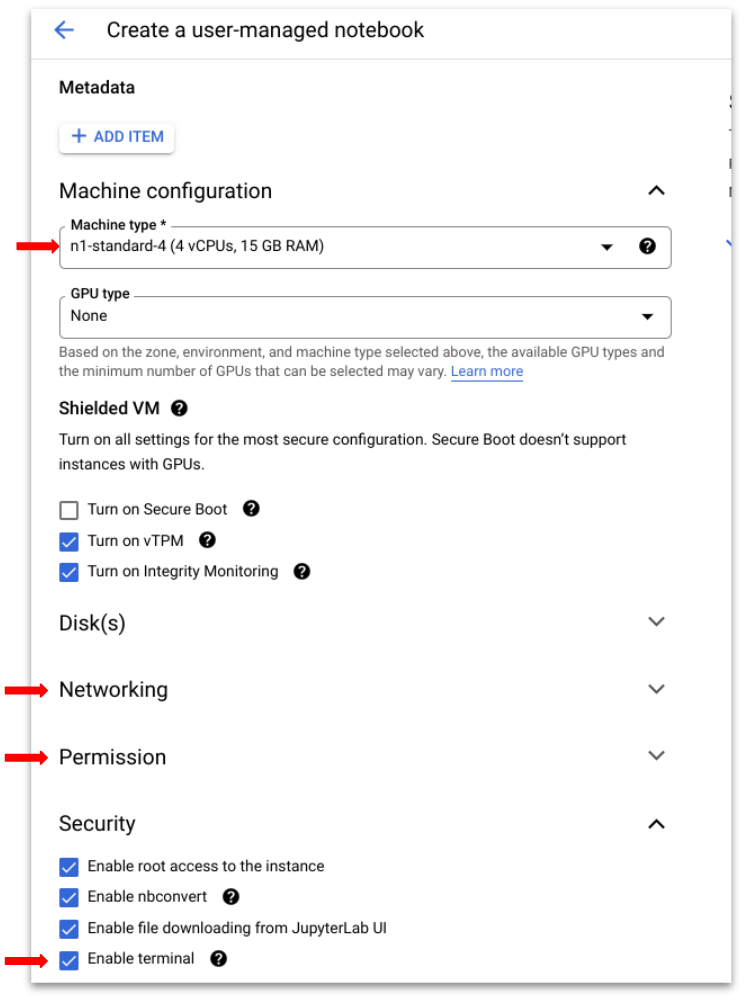 Create a user-managed notebook
Metadata
+ ADD ITEM
Machine configuration
Machine type *
n1-standard-4 (4 vCPUs, 15 GB RAM)
GPU type
None
Based on the zone, environment, and machine type selected above, the available GPU types and
the minimum number of GPUs that can be selected may vary. Learn more
Shielded VM
Turn on all settings for the most secure configuration. Secure Boot doesn't support
instances with GPUs.
Turn on Secure Boot
Turn on vTPM
Turn on Integrity Monitoring
Disk(s)
Networking
Permission
Security
Enable root access to the instance
Enable nbconvert
Enable file downloading from JupyterLab UI
Enable terminal